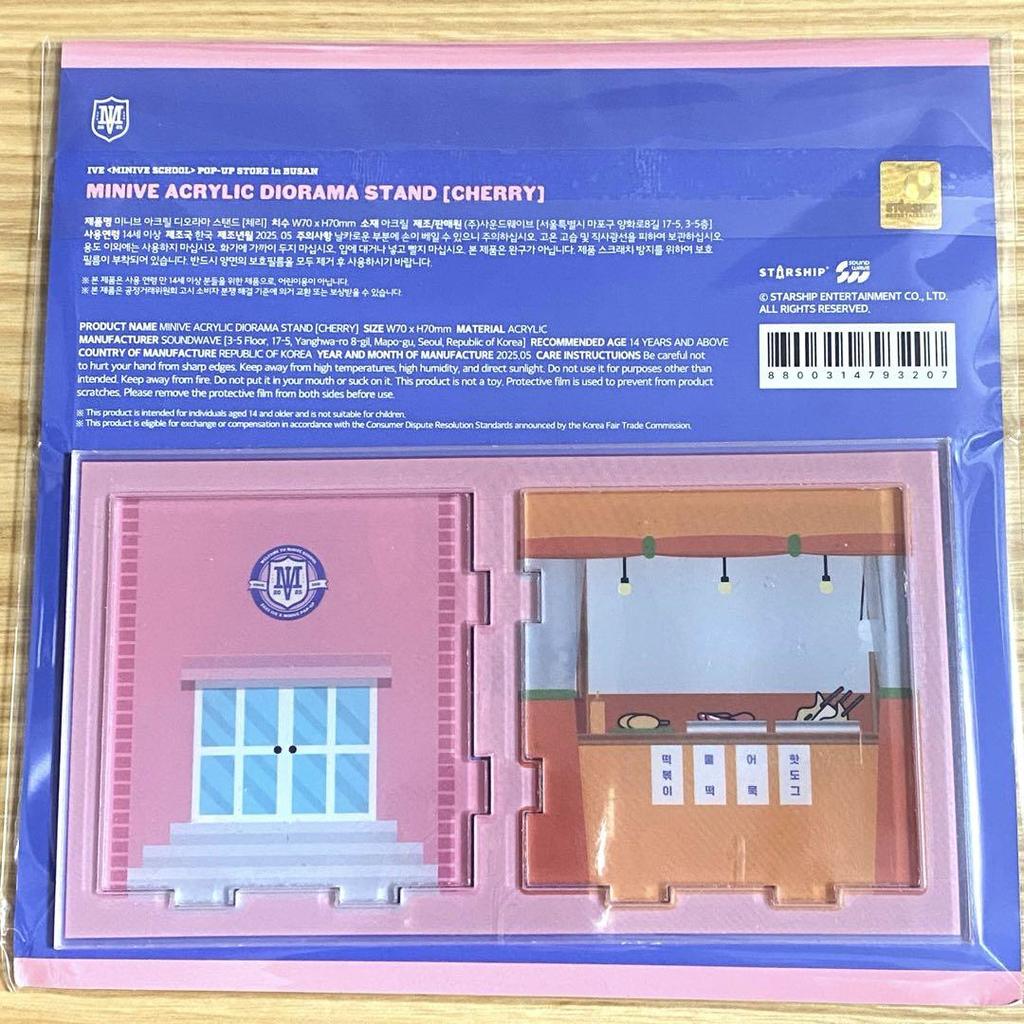 IVE <MINIVE SCHOOL> POP-UP STORE in BUSAN
MINIVE ACRYLIC DIORAMA STAND [CHERRY]
제품명 미니브 아크릴 디오라마 스탠드 [체리] 치수 W70 x H70mm 소재 아크릴 제조/판매원 (주)사운드웨이브 [서울특별시 마포구 양화로8길 17-5, 3-5층]
사용연령 14세 이상 제조국 한국 제조년월 2025. 05 주의사항 날카로운 부분에 손이 베일 수 있으니 주의하십시오. 고온 고습 및 직사광선을 피하여 보관하십시오.
용도 이외에는 사용하지 마십시오. 화기에 가까이 두지 마십시오. 입에 대거나 넣고 빨지 마십시오. 본 제품은 완구가 아닙니다. 제품 스크래치 방지를 위하여 보호
필름이 부착되어 있습니다. 반드시 양면의 보호필름을 모두 제거 후 사용하시기 바랍니다.
※ 본 제품은 사용 연령 만 14세 이상 분들을 위한 제품으로, 어린이용이 아닙니다.
※ 본 제품은 공정거래위원회 고시 소비자 분쟁 해결 기준에 의거 교환 또는 보상받을 수 있습니다.
STARSHIP
STARSHIP
SOUND WAVE
© STARSHIP ENTERTAINMENT CO., LTD.
ALL RIGHTS RESERVED.
PRODUCT NAME MINIVE ACRYLIC DIORAMA STAND [CHERRY] SIZE W70 x H70mm MATERIAL ACRYLIC
MANUFACTURER SOUNDWAVE [3-5 Floor, 17-5, Yanghwa-ro 8-gil, Mapo-gu, Seoul, Republic of Korea] RECOMMENDED AGE 14 YEARS AND ABOVE
COUNTRY OF MANUFACTURE REPUBLIC OF KOREA YEAR AND MONTH OF MANUFACTURE 2025.05 CARE INSTRUCTUIONS Be careful not
to hurt your hand from sharp edges. Keep away from high temperatures, high humidity, and direct sunlight. Do not use it for purposes other than
intended. Keep away from fire. Do not put it in your mouth or suck on it. This product is not a toy. Protective film is used to prevent from product
scratches. Please remove the protective film from both sides before use.
※ This product is intended for individuals aged 14 and older and is not suitable for children.
※ This product is eligible for exchange or compensation in accordance with the Consumer Dispute Resolution Standards announced by the Korea Fair Trade Commission.
8800314793207
떡볶이
물떡
어묵
핫도그